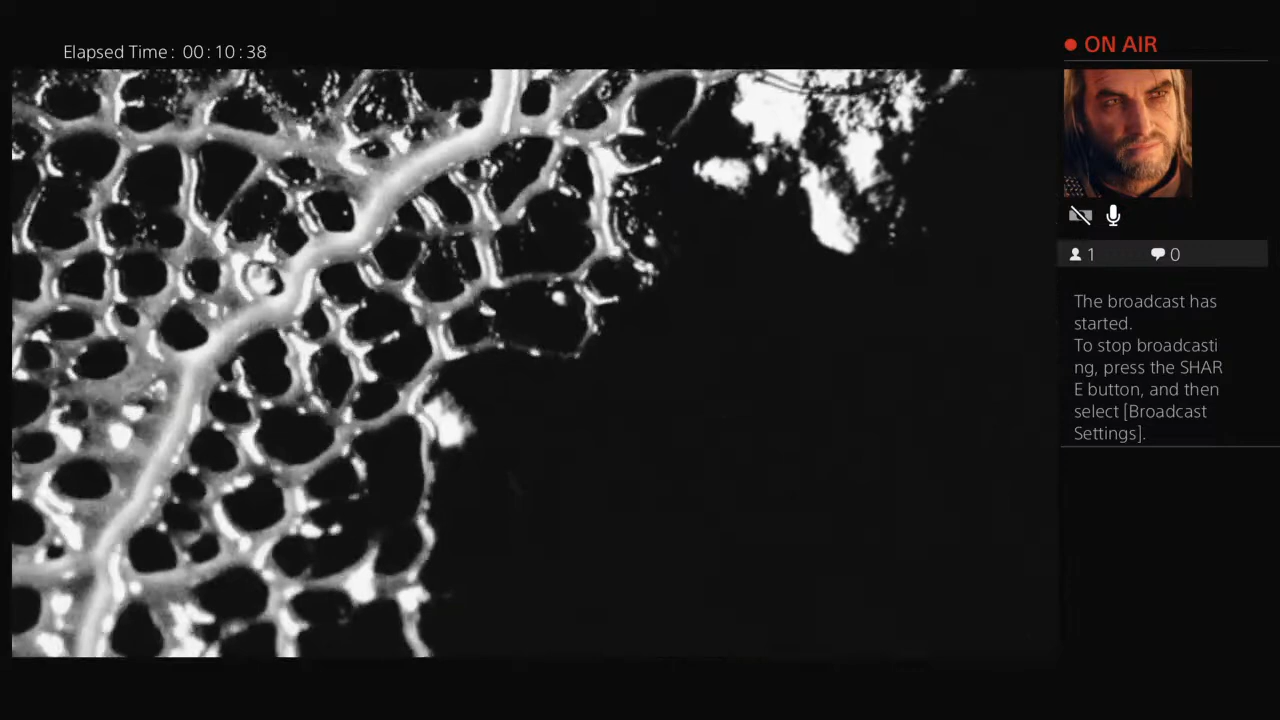 Elapsed Time: 00:10:38
ON AIR
1
0
The broadcast has
started.
To stop broadcasti
ng, press the SHAR
E button, and then
select [Broadcast
Settings].